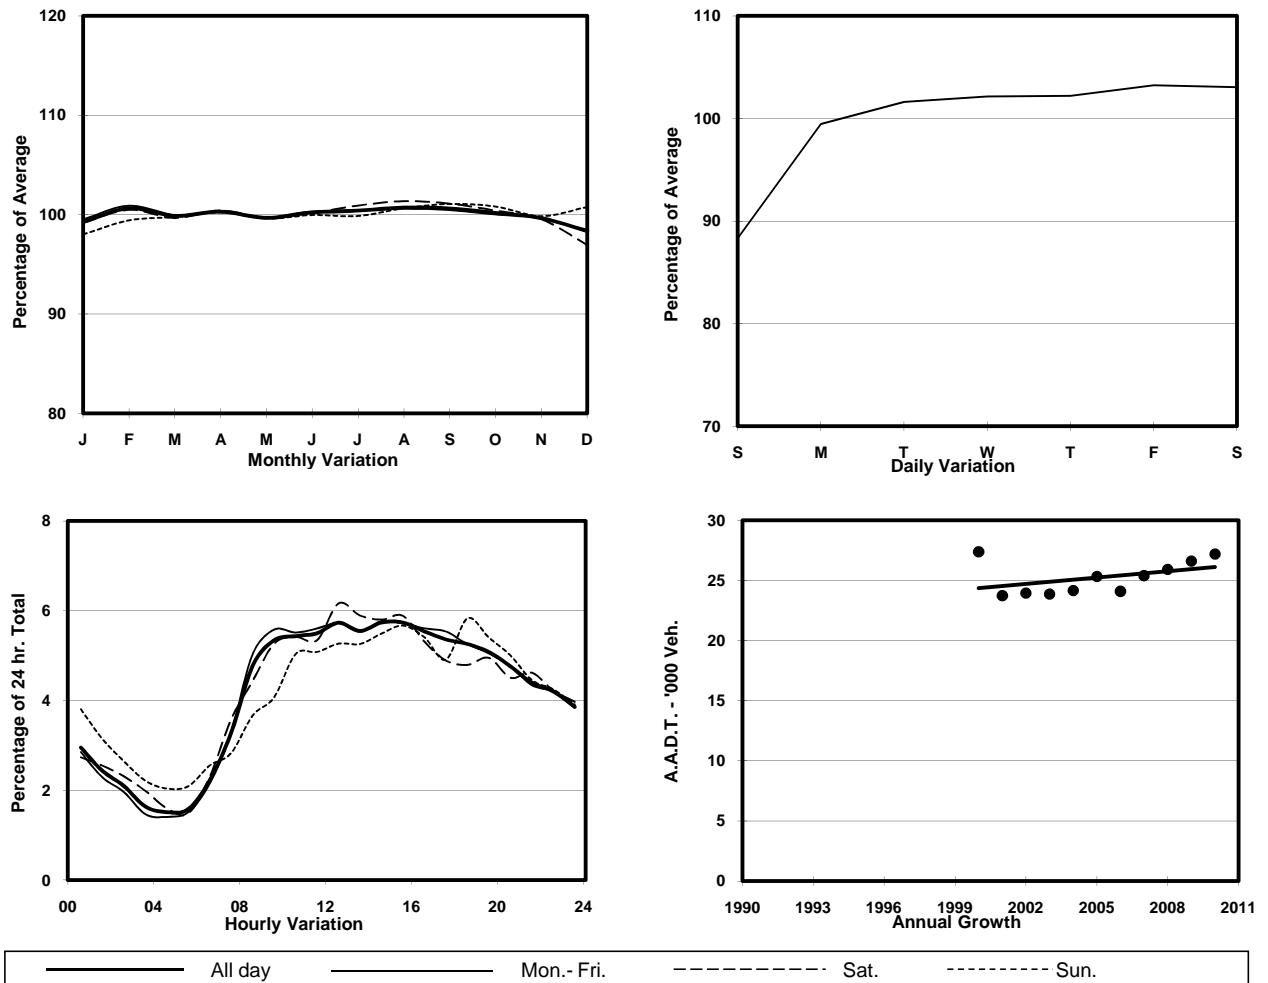 120
110
100
90
80
Percentage of Average
J F M A M J J A S O N D
Monthly Variation
110
100
90
80
70
Percentage of Average
S M T W T F S
Daily Variation
8
6
4
2
0
Percentage of 24 hr. Total
00 04 08 12 16 20 24
Hourly Variation
30
25
20
15
10
5
0
A.A.D.T. - '000 Veh.
1990 1993 1996 1999 2002 2005 2008 2011
Annual Growth
All day Mon.- Fri. Sat. Sun.